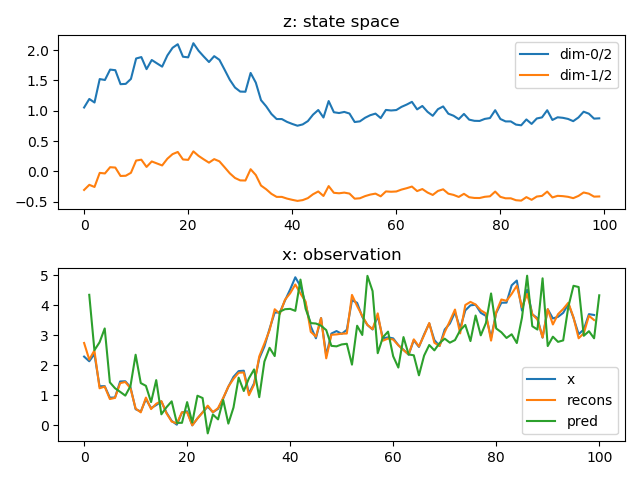 z: state space
2.0
1.5
1.0
0.5
0.0
−0.5
dim-0/2
dim-1/2
0 20 40 60 80 100
x: observation
5
4
3
2
1
0
x
recons
pred
0 20 40 60 80 100